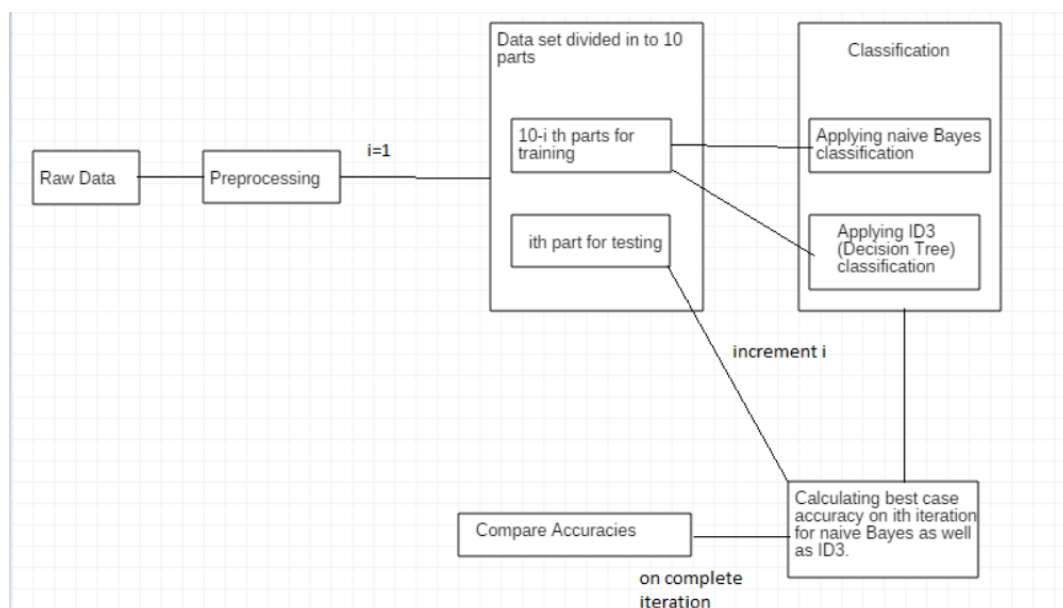 Raw Data
Preprocessing
i=1
Data set divided in to 10
parts
10-i th parts for
training
ith part for testing
Classification
Applying naive Bayes
classification
Applying ID3
(Decision Tree)
classification
increment i
Calculating best case
accuracy on ith iteration
for naive Bayes as well
as ID3.
Compare Accuracies
on complete
iteration